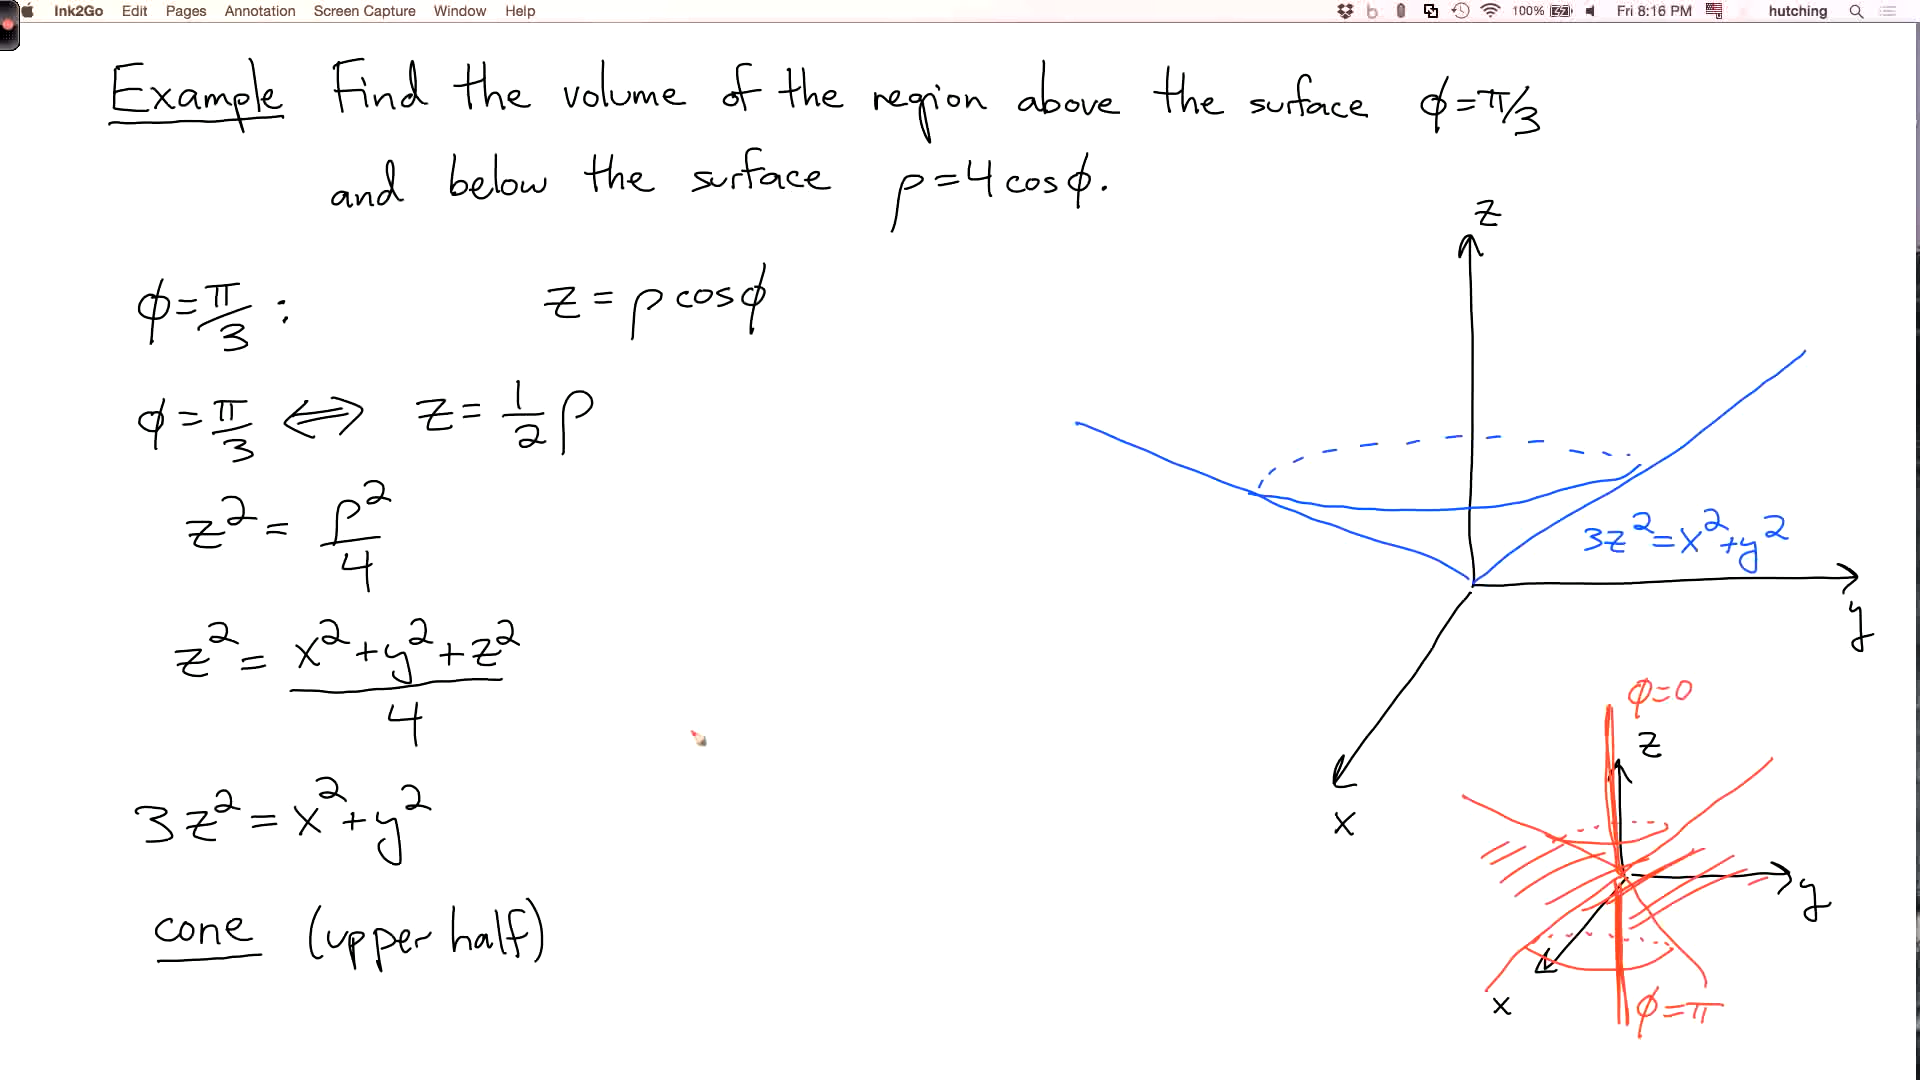 Ink2Go Edit Pages Annotation Screen Capture Window Help 100% Fri 8:16 PM hutching
Example Find the volume of the region above the surface ϕ=π/3
and below the surface ρ=4cosϕ.
ϕ=π/3 : z=ρcosϕ
ϕ=π/3 ⟺ z=1/2 ρ
z²=ρ²/4
z²=(x²+y²+z²)/4
3z²=x²+y²
cone (upper half)
z
3z²=x²+y²
y
x
ϕ=0
z
y
x
ϕ=π